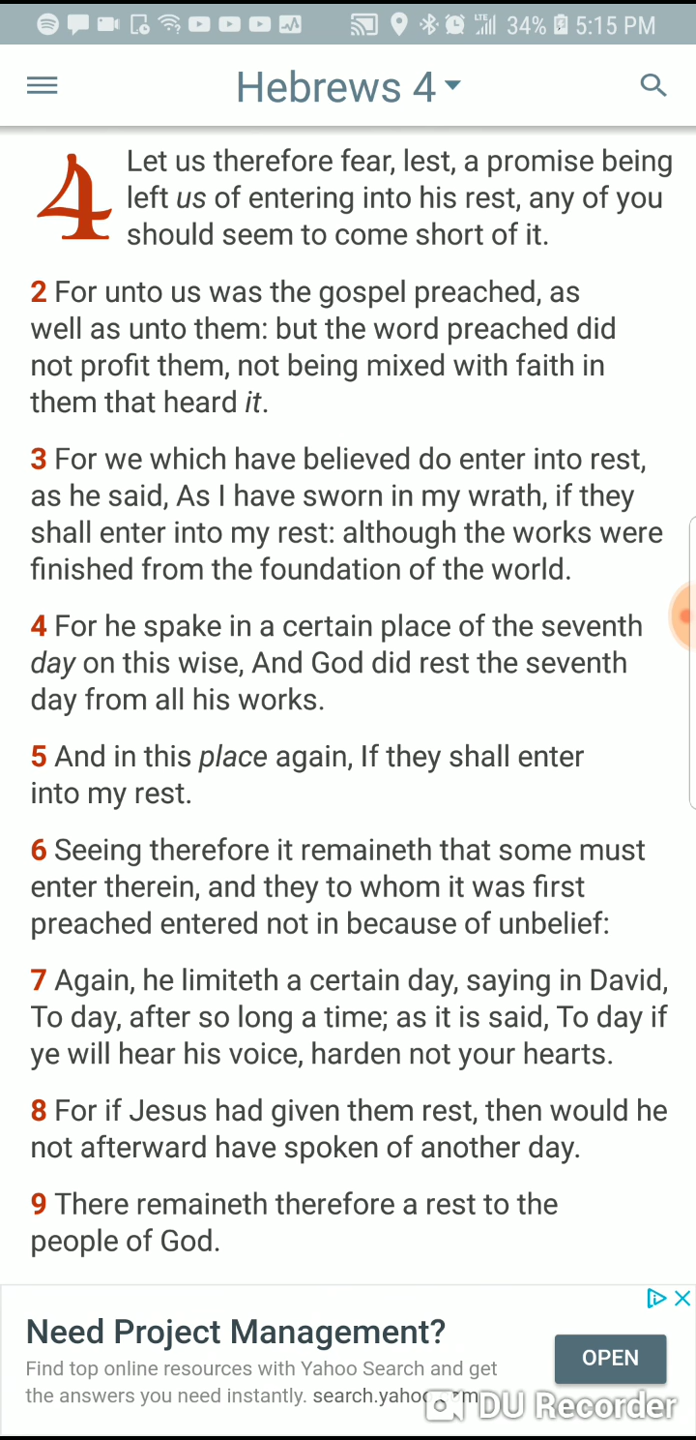 34% 5:15 PM
Hebrews 4
4 Let us therefore fear, lest, a promise being
left us of entering into his rest, any of you
should seem to come short of it.
2 For unto us was the gospel preached, as
well as unto them: but the word preached did
not profit them, not being mixed with faith in
them that heard it.
3 For we which have believed do enter into rest,
as he said, As I have sworn in my wrath, if they
shall enter into my rest: although the works were
finished from the foundation of the world.
4 For he spake in a certain place of the seventh
day on this wise, And God did rest the seventh
day from all his works.
5 And in this place again, If they shall enter
into my rest.
6 Seeing therefore it remaineth that some must
enter therein, and they to whom it was first
preached entered not in because of unbelief:
7 Again, he limiteth a certain day, saying in David,
To day, after so long a time; as it is said, To day if
ye will hear his voice, harden not your hearts.
8 For if Jesus had given them rest, then would he
not afterward have spoken of another day.
9 There remaineth therefore a rest to the
people of God.
Need Project Management?
Find top online resources with Yahoo Search and get
the answers you need instantly.
OPEN
DU Recorder